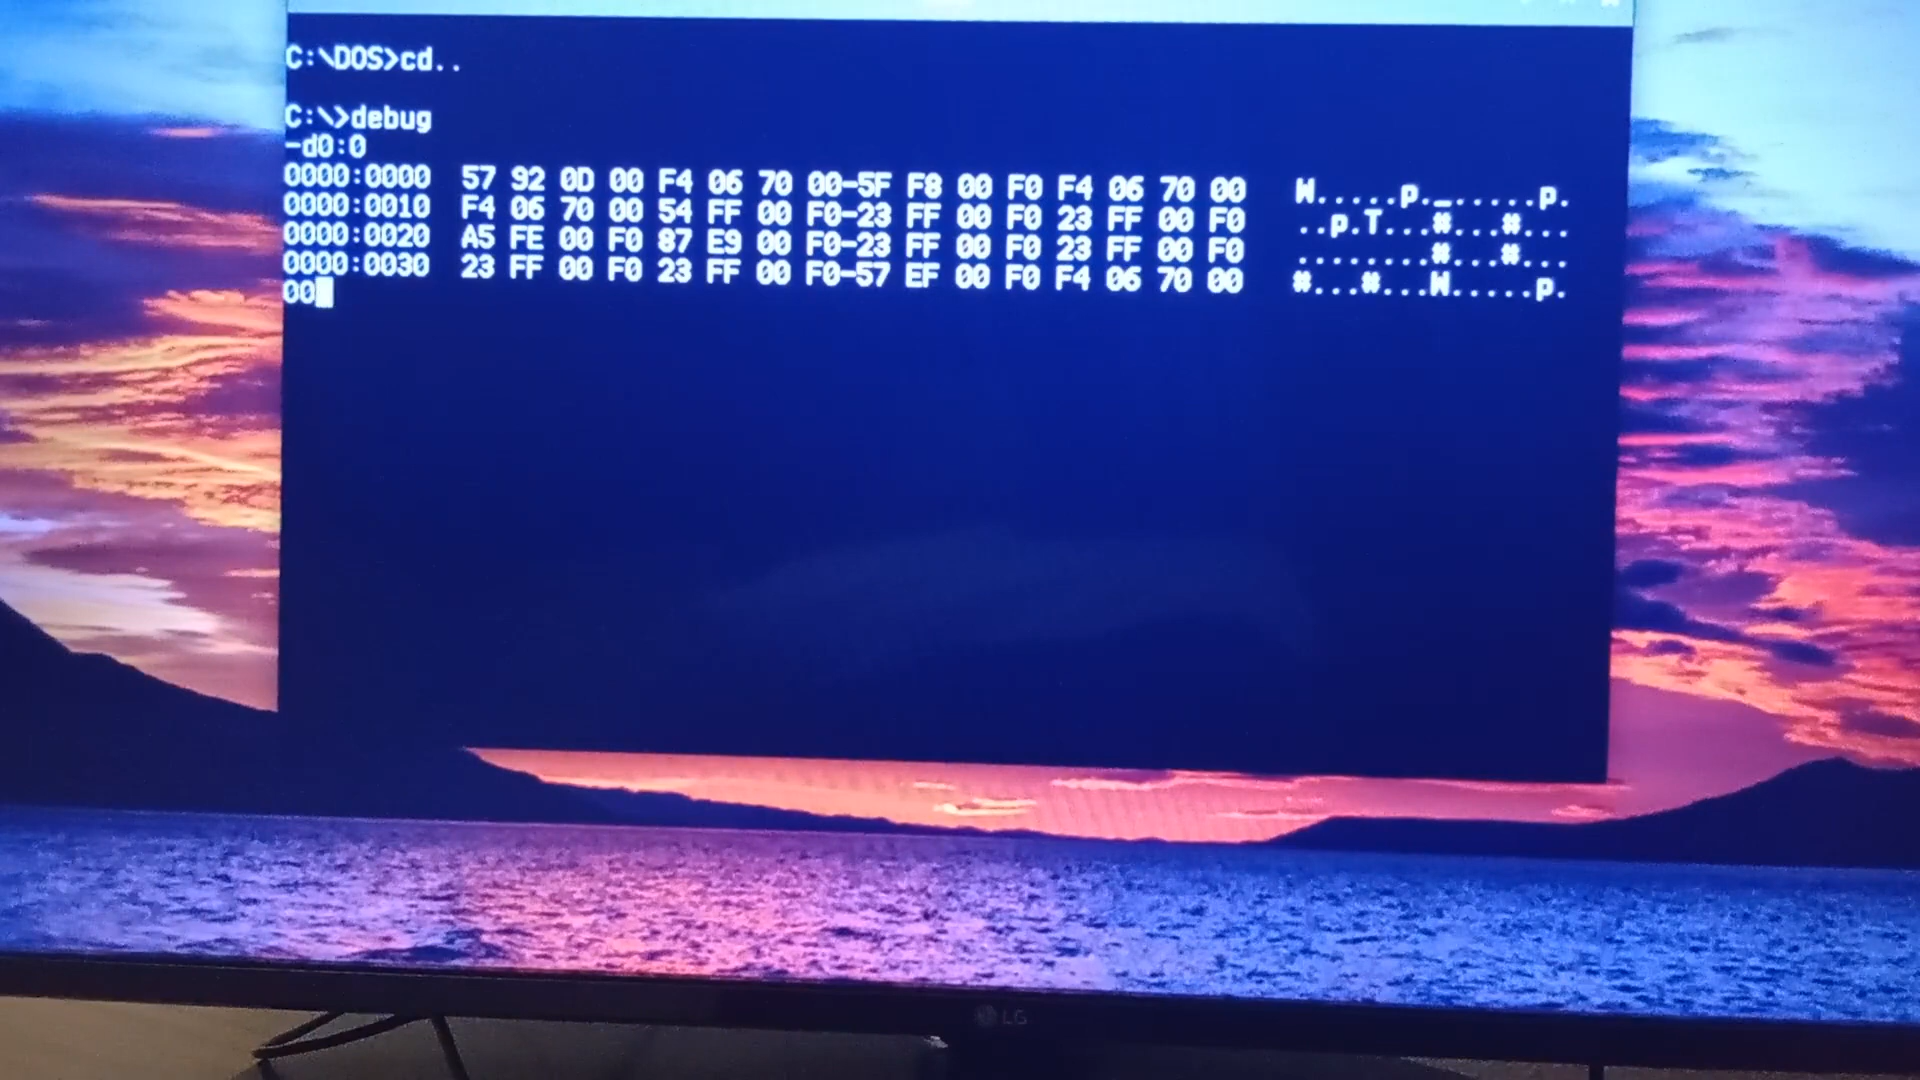 C:\DOS>cd..
C:\>debug
-d0:0
0000:0000 57 92 0D 00 F4 06 70 00-5F F8 00 F0 F4 06 70 00 W.....p._.....p.
0000:0010 F4 06 70 00 54 FF 00 F0-23 FF 00 F0 23 FF 00 F0 ..p.T...#...#...
0000:0020 A5 FE 00 F0 87 E9 00 F0-23 FF 00 F0 23 FF 00 F0 ........#...#...
0000:0030 23 FF 00 F0 23 FF 00 F0-57 EF 00 F0 F4 06 70 00 #...#...W.....p.
00
LG